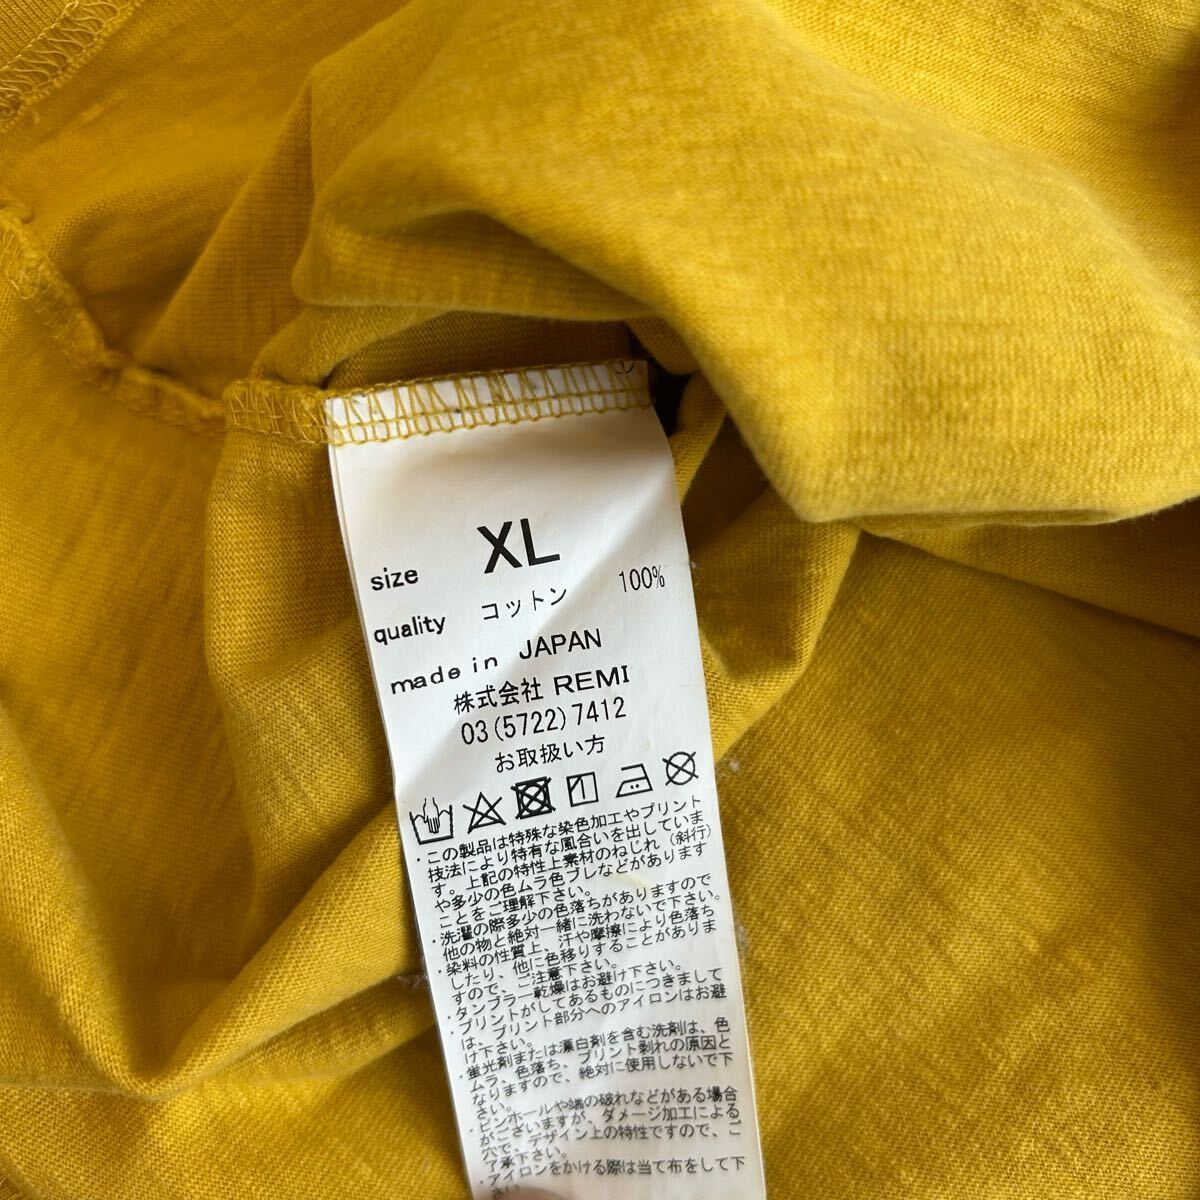 size XL
quality コットン 100%
made in JAPAN
株式会社 REMI
03(5722)7412
お取扱い方
・この製品は特殊な染色加工やプリント
技法により特有な風合いを出していま
す。上記の特性上素材のねじれ（斜行）
や多少の色ムラ色ブレなどがあります
ことをご理解下さい。
・洗濯の際多少の色落ちがありますので
他の物と絶対一緒に洗わないで下さい。
・染料の性質上、汗や摩擦により色落ち
したり、他に色移りすることがありま
すので、ご注意下さい。
・タンブラー乾燥はお避け下さい。
・プリントがしてあるものにつきまして
は、プリント部分へのアイロンはお避
け下さい。
・蛍光剤または漂白剤を含む洗剤は、色
ムラ、色落ち、プリント剥れの原因と
なりますので、絶対に使用しないで下
さい。
・ピンホールや端の破れなどがある場合
がございますが、ダメージ加工による
穴で、デザイン上の特性ですので、ご
了承下さい。
・アイロンをかける際は当て布をして下
さい。